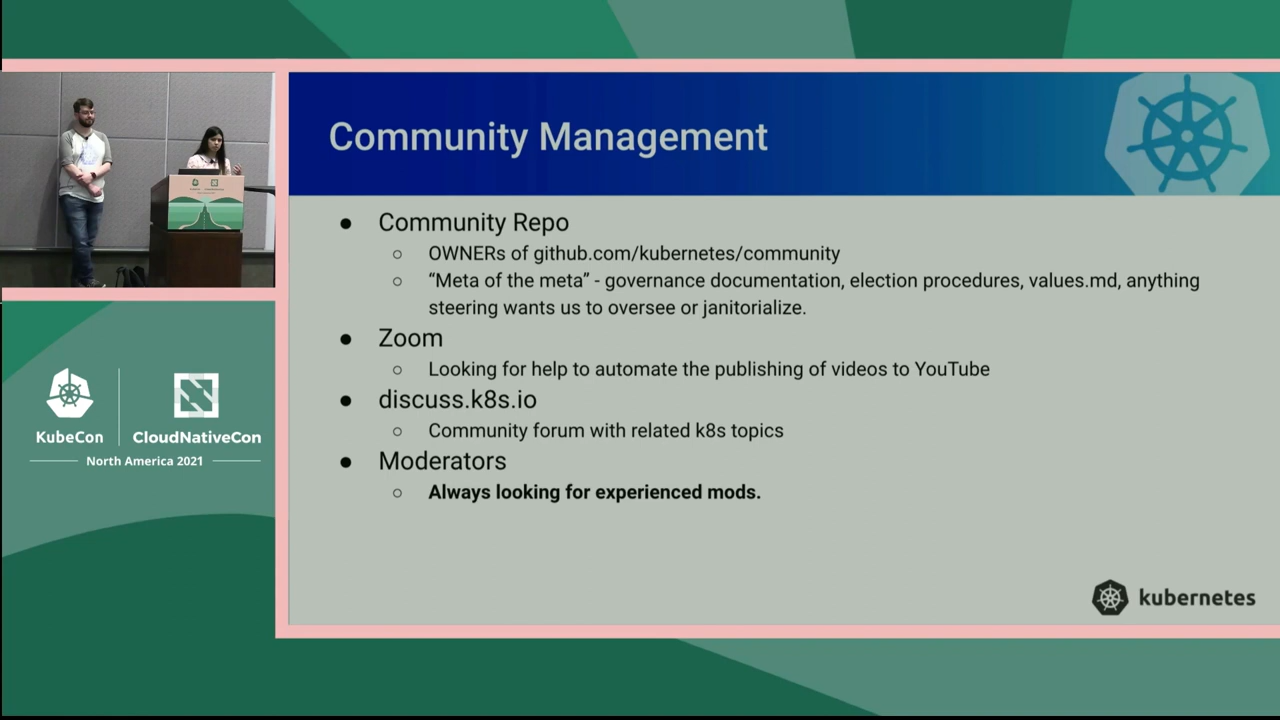 Community Management
● Community Repo
○ OWNERs of github.com/kubernetes/community
○ “Meta of the meta” - governance documentation, election procedures, values.md, anything
steering wants us to oversee or janitorialize.
● Zoom
○ Looking for help to automate the publishing of videos to YouTube
● discuss.k8s.io
○ Community forum with related k8s topics
● Moderators
○ Always looking for experienced mods.
kubernetes
KubeCon
CloudNativeCon
North America 2021